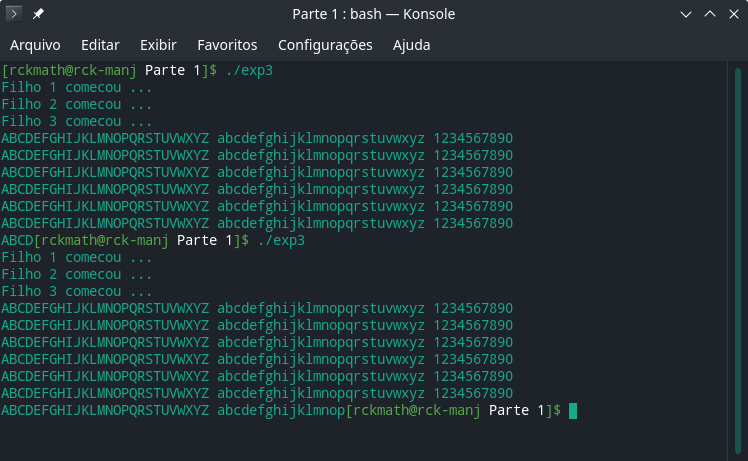 Parte 1 : bash — Konsole
Arquivo Editar Exibir Favoritos Configurações Ajuda
[rckmath@rck-manj Parte 1]$ ./exp3
Filho 1 comecou ...
Filho 2 comecou ...
Filho 3 comecou ...
ABCDEFGHIJKLMNOPQRSTUVWXYZ abcdefghijklmnopqrstuvwxyz 1234567890
ABCDEFGHIJKLMNOPQRSTUVWXYZ abcdefghijklmnopqrstuvwxyz 1234567890
ABCDEFGHIJKLMNOPQRSTUVWXYZ abcdefghijklmnopqrstuvwxyz 1234567890
ABCDEFGHIJKLMNOPQRSTUVWXYZ abcdefghijklmnopqrstuvwxyz 1234567890
ABCDEFGHIJKLMNOPQRSTUVWXYZ abcdefghijklmnopqrstuvwxyz 1234567890
ABCDEFGHIJKLMNOPQRSTUVWXYZ abcdefghijklmnopqrstuvwxyz 1234567890
ABCD[rckmath@rck-manj Parte 1]$ ./exp3
Filho 1 comecou ...
Filho 2 comecou ...
Filho 3 comecou ...
ABCDEFGHIJKLMNOPQRSTUVWXYZ abcdefghijklmnopqrstuvwxyz 1234567890
ABCDEFGHIJKLMNOPQRSTUVWXYZ abcdefghijklmnopqrstuvwxyz 1234567890
ABCDEFGHIJKLMNOPQRSTUVWXYZ abcdefghijklmnopqrstuvwxyz 1234567890
ABCDEFGHIJKLMNOPQRSTUVWXYZ abcdefghijklmnopqrstuvwxyz 1234567890
ABCDEFGHIJKLMNOPQRSTUVWXYZ abcdefghijklmnopqrstuvwxyz 1234567890
ABCDEFGHIJKLMNOPQRSTUVWXYZ abcdefghijklmnopqrstuvwxyz 1234567890
ABCDEFGHIJKLMNOPQRSTUVWXYZ abcdefghijklmnop[rckmath@rck-manj Parte 1]$